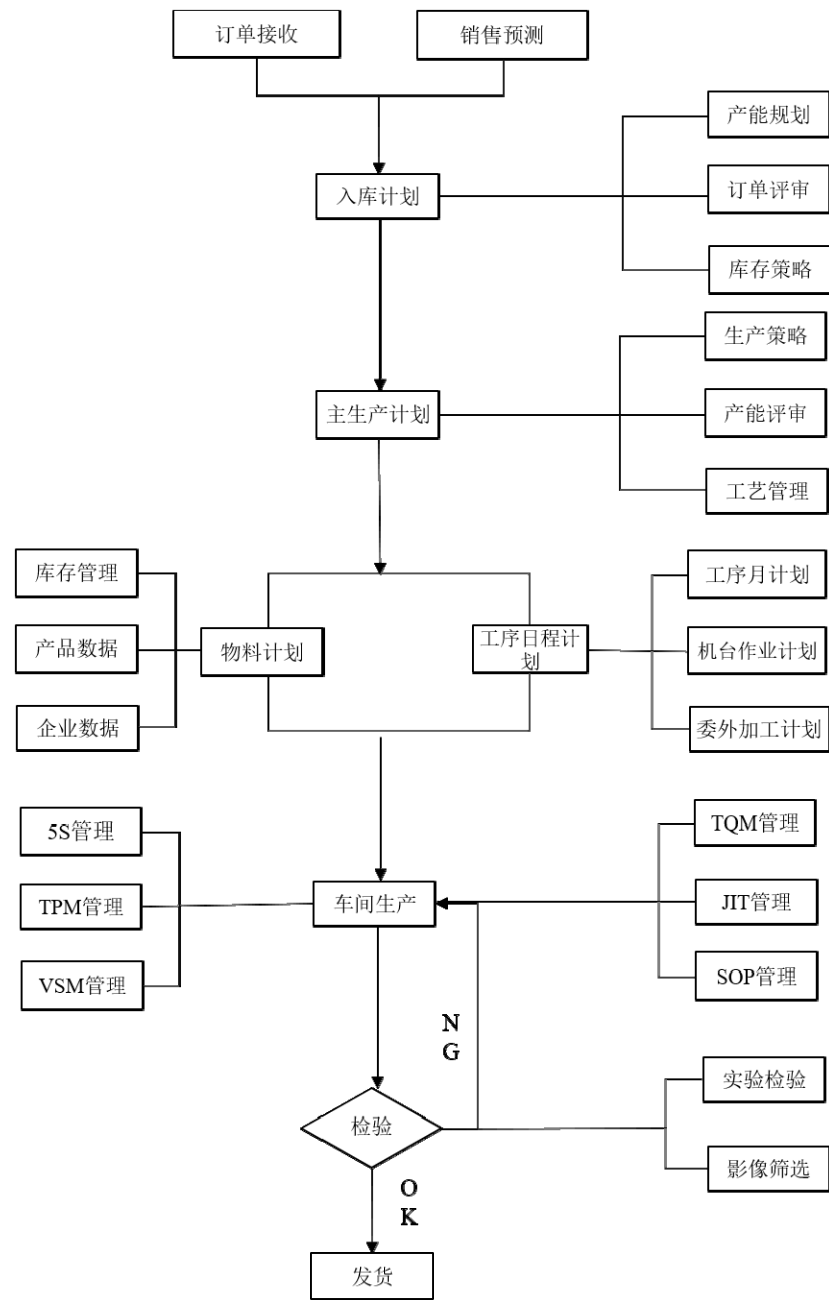 订单接收
销售预测
产能规划
入库计划
订单评审
库存策略
生产策略
主生产计划
产能评审
工艺管理
库存管理
工序月计划
产品数据
物料计划
工序日程计
划
机台作业计划
企业数据
委外加工计划
5S管理
TQM管理
TPM管理
车间生产
JIT管理
VSM管理
SOP管理
N
G
实验检验
检验
影像筛选
O
K
发货